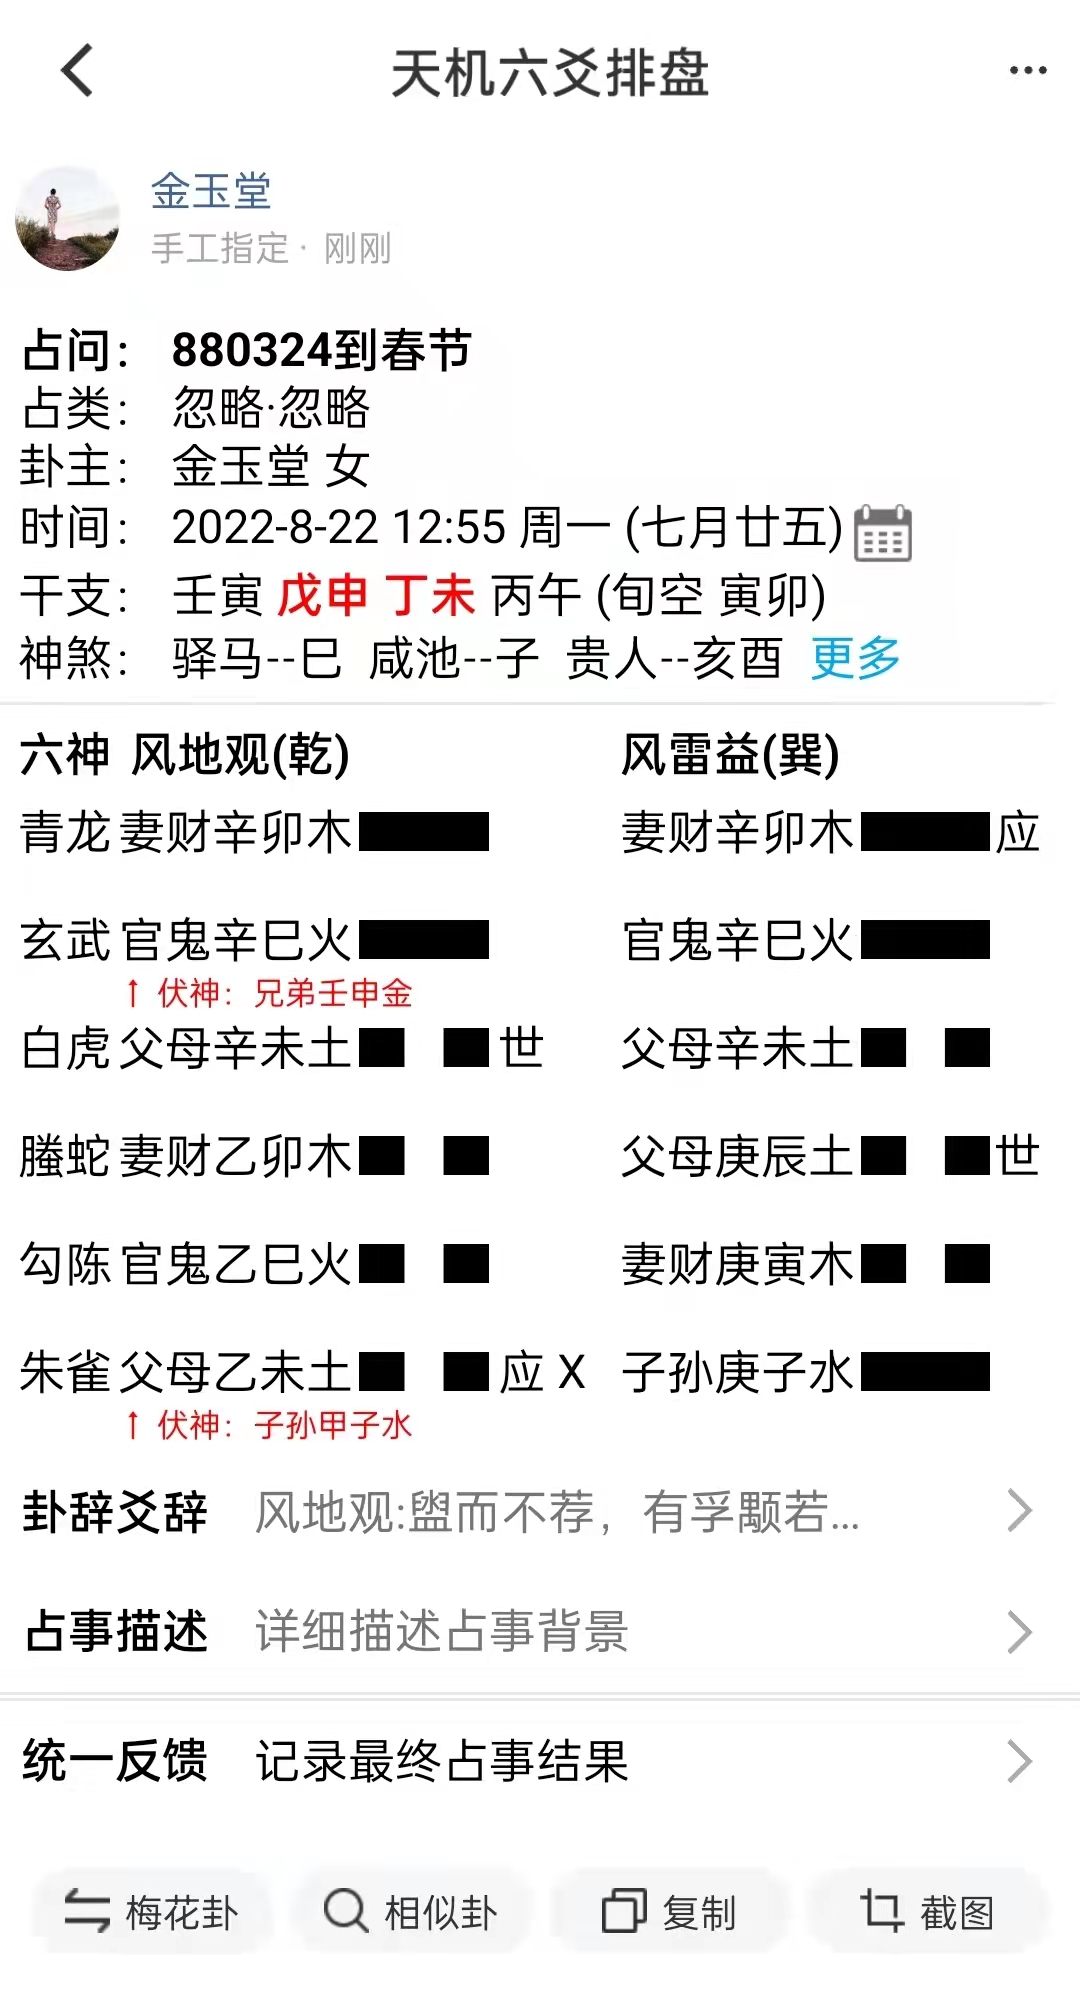 天机六爻排盘
金玉堂
手工指定· 刚刚
占问： 880324到春节
占类： 忽略·忽略
卦主： 金玉堂 女
时间： 2022-8-22 12:55 周一 (七月廿五)
干支： 壬寅 戊申 丁未 丙午 (旬空 寅卯)
神煞： 驿马--巳 咸池--子 贵人--亥酉 更多
六神 风地观(乾) 风雷益(巽)
青龙 妻财辛卯木 妻财辛卯木 应
玄武 官鬼辛巳火 官鬼辛巳火
↑ 伏神：兄弟壬申金
白虎 父母辛未土 世 父母辛未土
螣蛇 妻财乙卯木 父母庚辰土 世
勾陈 官鬼乙巳火 妻财庚寅木
朱雀 父母乙未土 应 X 子孙庚子水
↑ 伏神：子孙甲子水
卦辞爻辞 风地观:盥而不荐，有孚颙若...
占事描述 详细描述占事背景
统一反馈 记录最终占事结果
梅花卦 相似卦 复制 截图